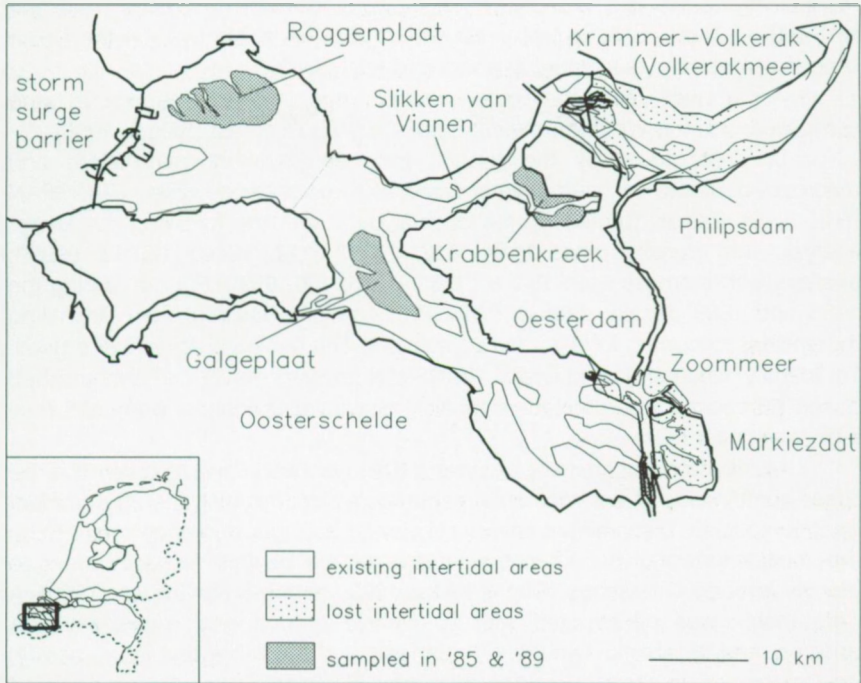 Roggenplaat
Krammer–Volkerak
(Volkerakmeer)
storm
surge
barrier
Slikken van
Vianen
Philipsdam
Krabbenkreek
Oesterdam
Zoommeer
Galgeplaat
Oosterschelde
Markiezaat
existing intertidal areas
lost intertidal areas
sampled in '85 & '89
10 km